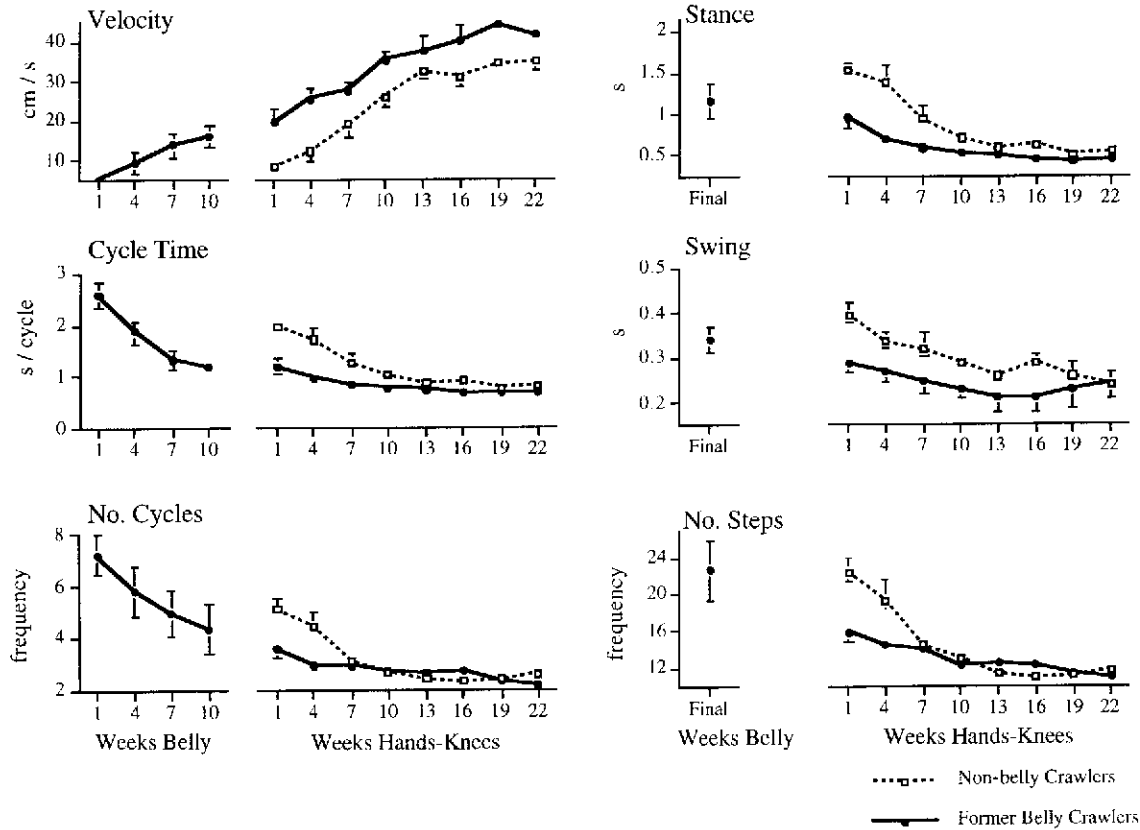 Velocity
cm / s
40
30
20
10
1 4 7 10
1 4 7 10 13 16 19 22
Stance
s
2
1.5
1
0.5
Final
1 4 7 10 13 16 19 22
Cycle Time
s / cycle
3
2
1
0
1 4 7 10
1 4 7 10 13 16 19 22
Swing
s
0.5
0.4
0.3
0.2
Final
1 4 7 10 13 16 19 22
No. Cycles
frequency
8
6
4
2
1 4 7 10
1 4 7 10 13 16 19 22
Weeks Belly
Weeks Hands-Knees
No. Steps
frequency
24
20
16
12
Final
1 4 7 10 13 16 19 22
Weeks Belly
Weeks Hands-Knees
Non-belly Crawlers
Former Belly Crawlers